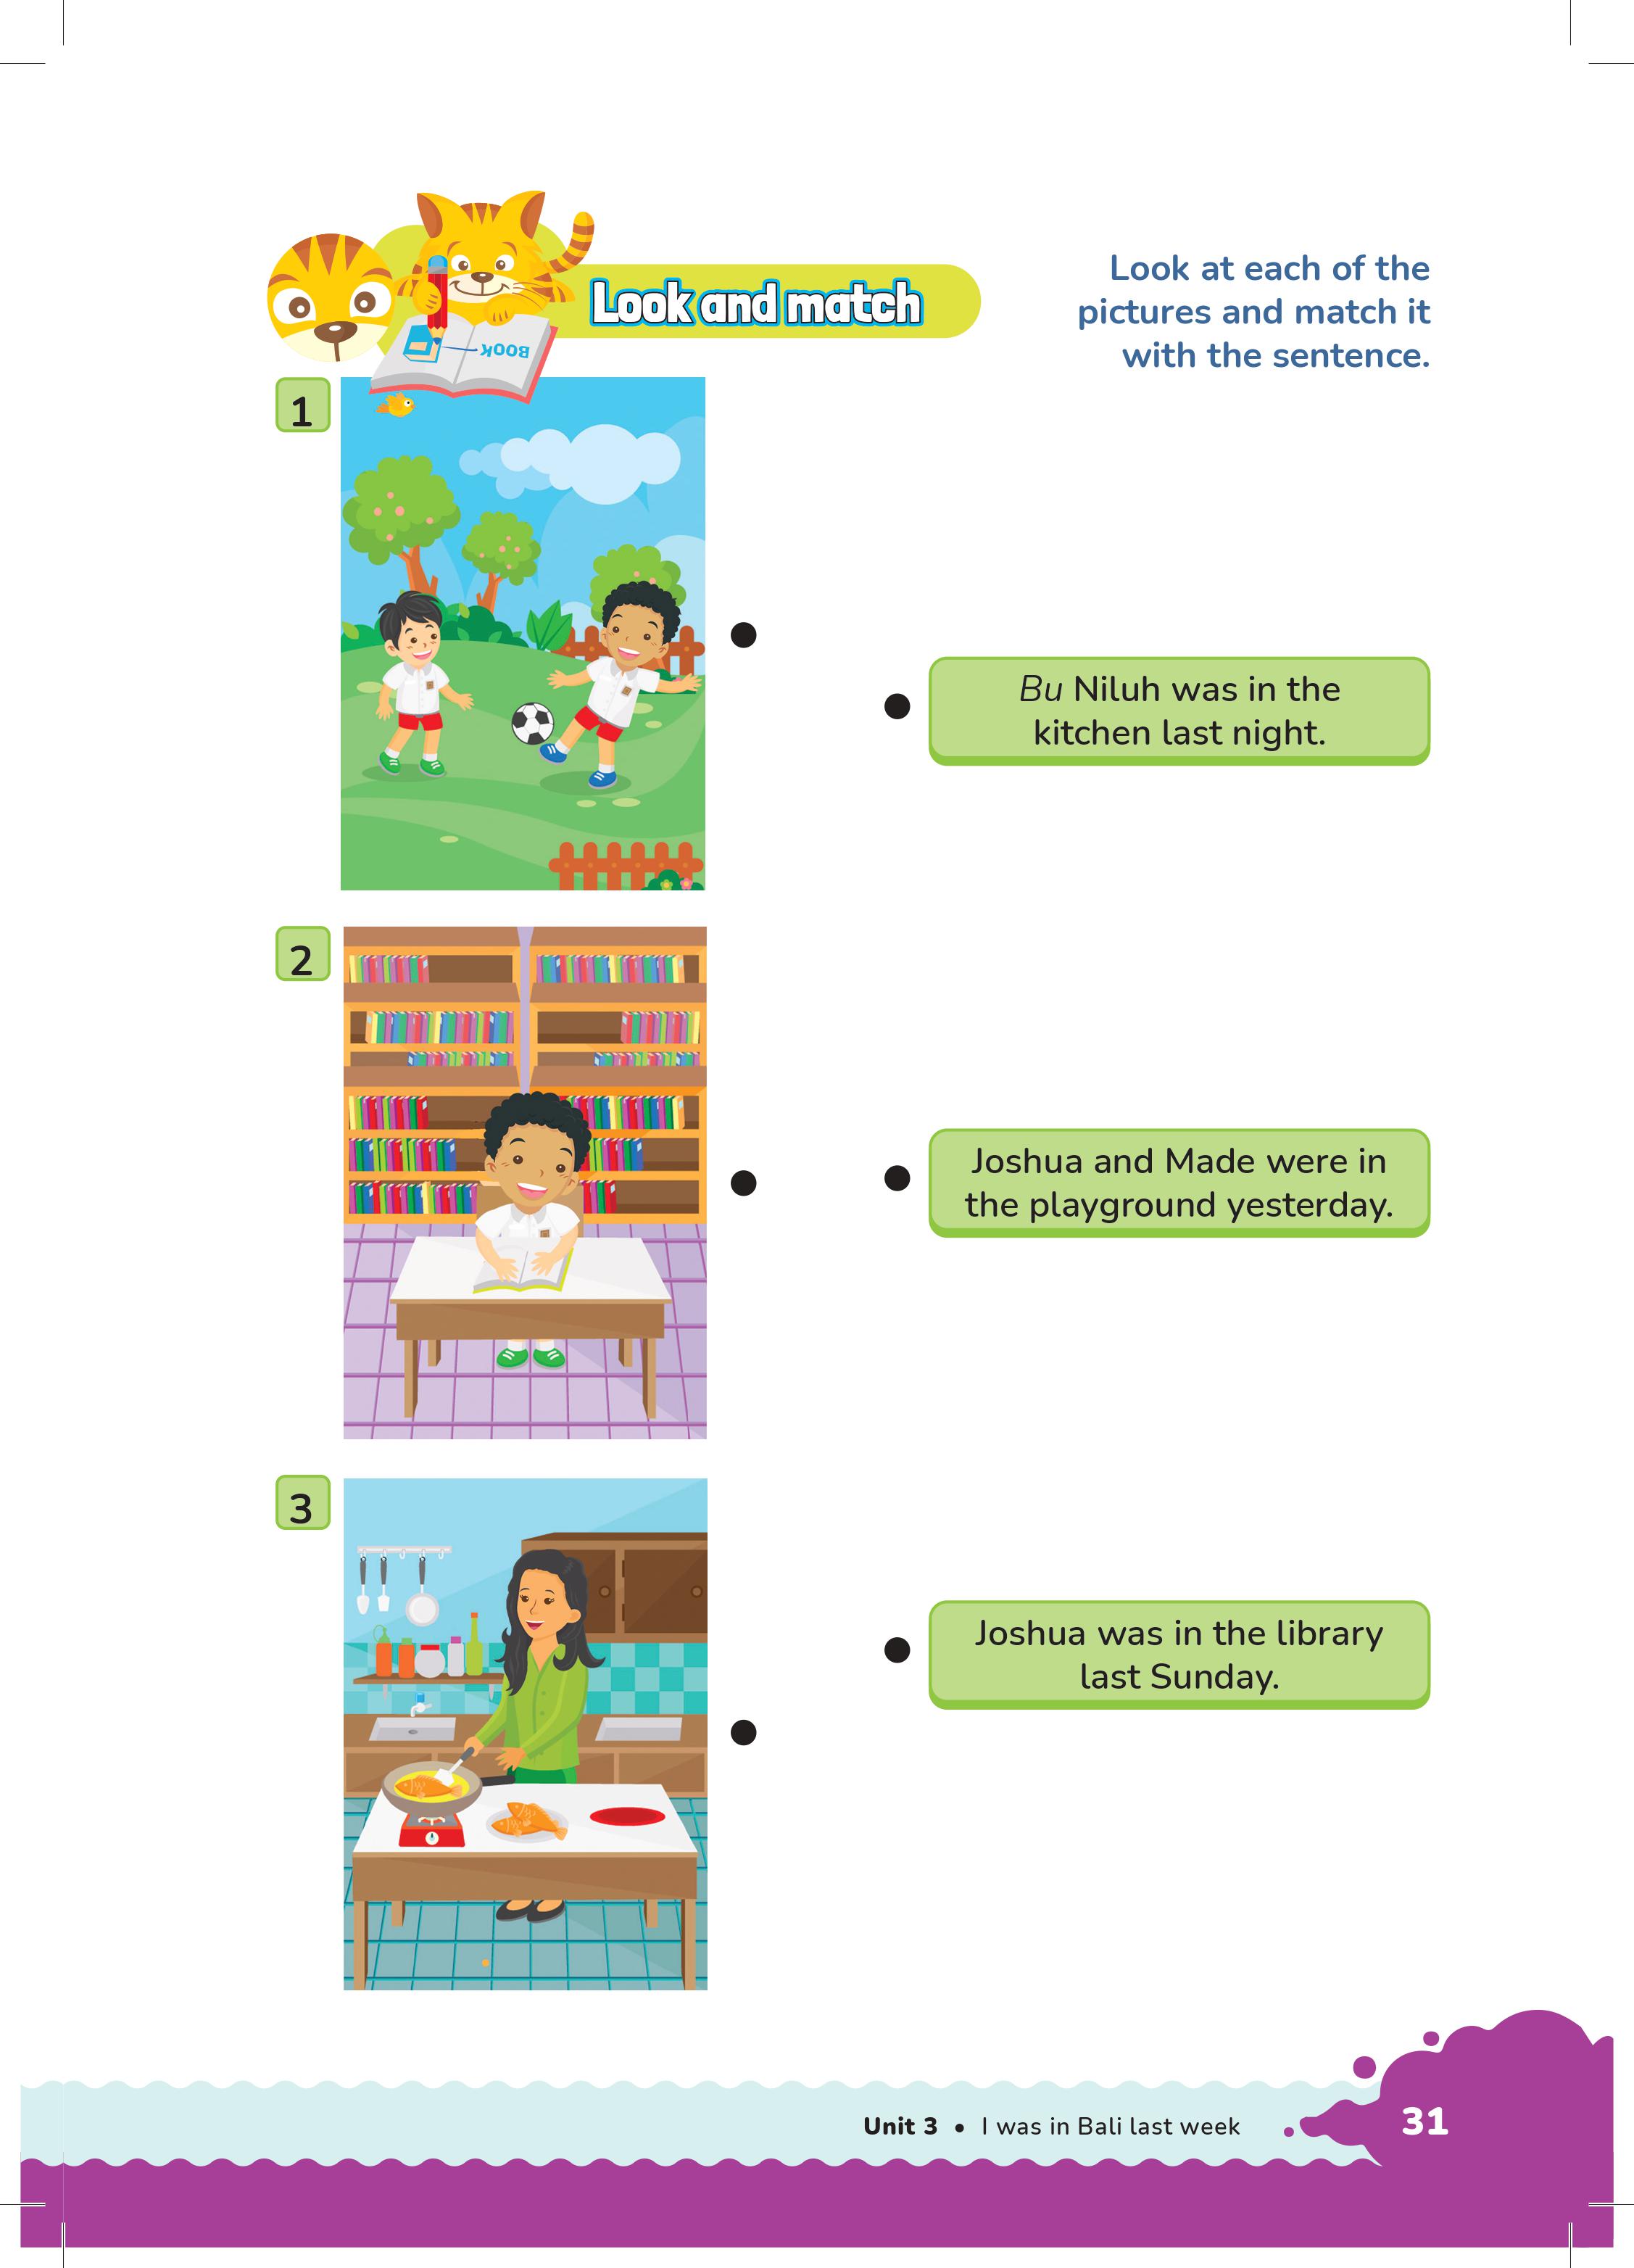 Look and match
Look at each of the
pictures and match it
with the sentence.
BOOK
1
Bu Niluh was in the
kitchen last night.
2
Joshua and Made were in
the playground yesterday.
3
Joshua was in the library
last Sunday.
Unit 3 • I was in Bali last week
31